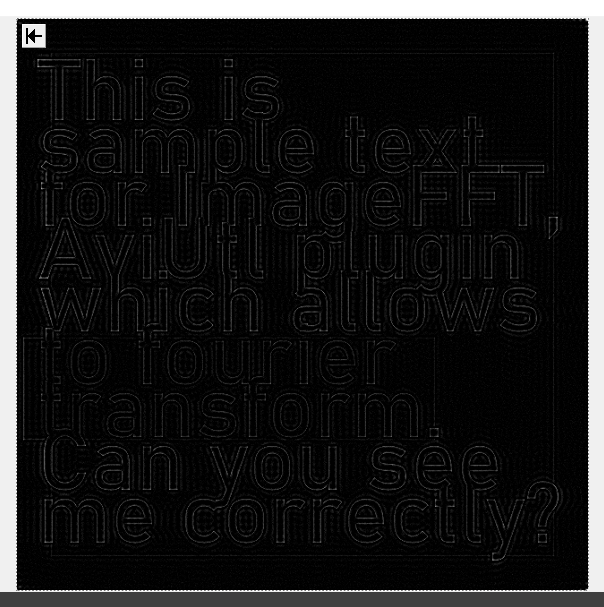 This is
sample text
for ImageFFT,
AviUtl plugin,
which allows
to fourier
transform.
Can you see
me correctly?